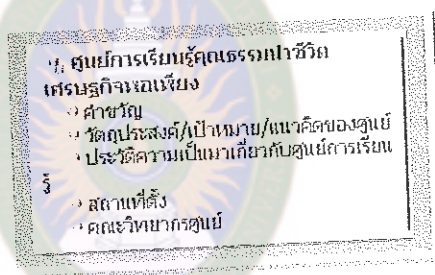 ศูนย์การเรียนรู้คุณธรรมนำชีวิต
เศรษฐกิจพอเพียง
คำขวัญ
วัตถุประสงค์/เป้าหมาย/แนวคิดของศูนย์
ประวัติความเป็นมาเกี่ยวกับศูนย์การเรียน
รู้
สถานที่ตั้ง
คณะวิทยากรศูนย์